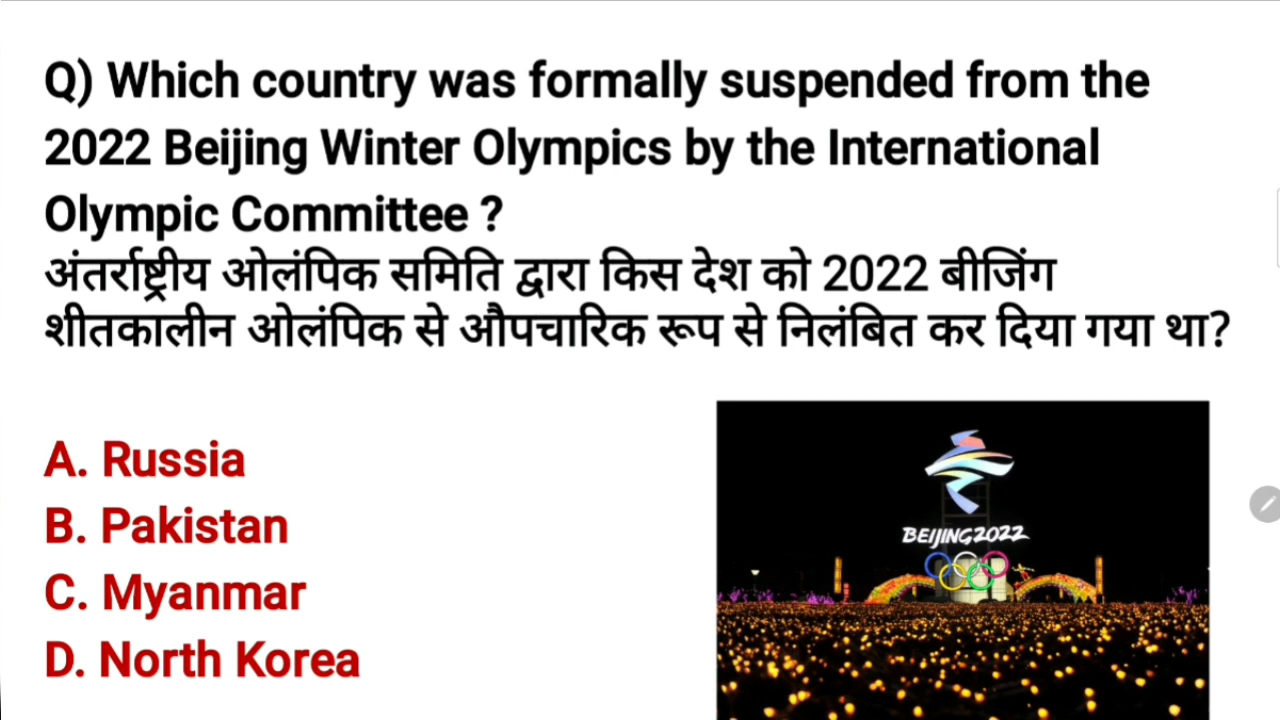 Q) Which country was formally suspended from the
2022 Beijing Winter Olympics by the International
Olympic Committee ?
अंतर्राष्ट्रीय ओलंपिक समिति द्वारा किस देश को 2022 बीजिंग
शीतकालीन ओलंपिक से औपचारिक रूप से निलंबित कर दिया गया था?
A. Russia
B. Pakistan
C. Myanmar
D. North Korea
BEIJING2022